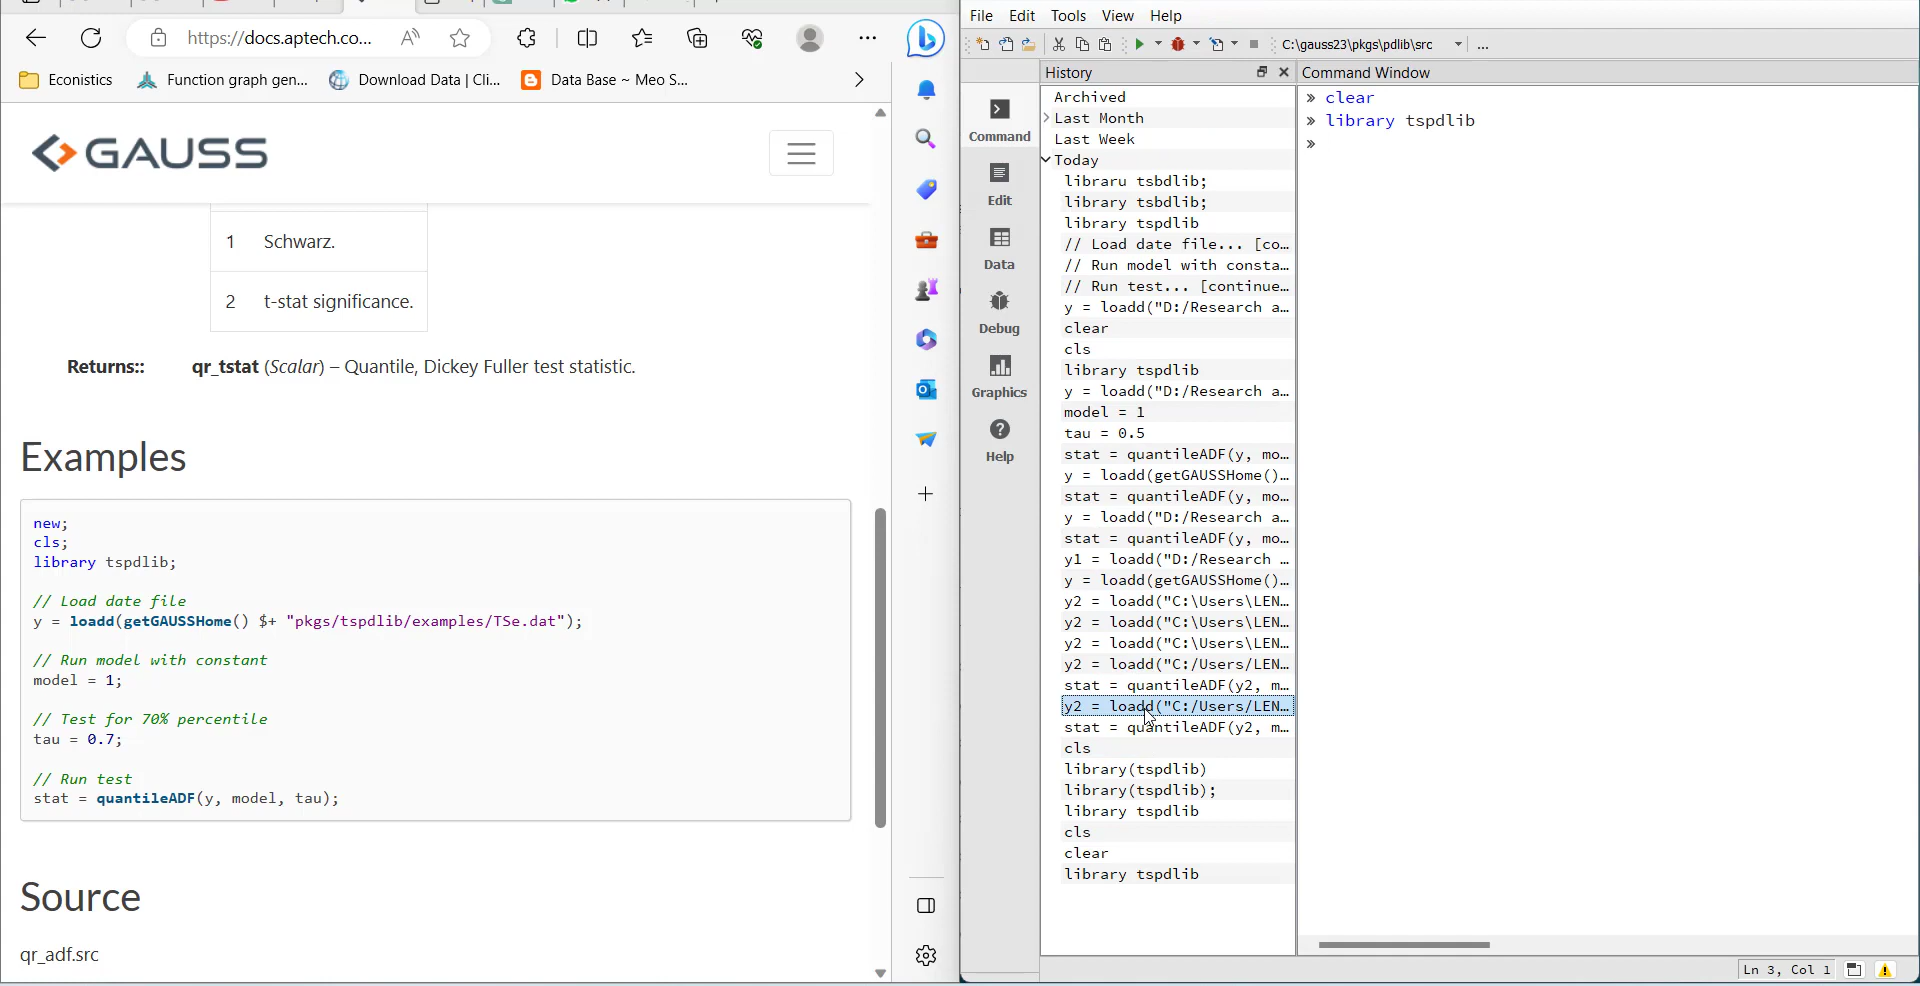 https://docs.aptech.co...
Econistics
Function graph gen...
Download Data | Cli...
Data Base ~ Meo S...
GAUSS
1 Schwarz.
2 t-stat significance.
Returns:: qr_tstat (Scalar) – Quantile, Dickey Fuller test statistic.
Examples
new;
cls;
library tspdlib;
// Load date file
y = loadd(getGAUSSHome() $+ "pkgs/tspdlib/examples/TSe.dat");
// Run model with constant
model = 1;
// Test for 70% percentile
tau = 0.7;
// Run test
stat = quantileADF(y, model, tau);
Source
qr_adf.src
File Edit Tools View Help
C:\gauss23\pkgs\pdlib\src
...
Command
Edit
Data
Debug
Graphics
Help
History
Archived
Last Month
Last Week
Today
libraru tsbdlib;
library tsbdlib;
library tspdlib
// Load date file... [co...
// Run model with consta...
// Run test... [continue...
y = loadd("D:/Research a...
clear
cls
library tspdlib
y = loadd("D:/Research a...
model = 1
tau = 0.5
stat = quantileADF(y, mo...
y = loadd(getGAUSSHome()...
stat = quantileADF(y, mo...
y = loadd("D:/Research a...
stat = quantileADF(y, mo...
y1 = loadd("D:/Research ...
y = loadd(getGAUSSHome()...
y2 = loadd("C:\Users\LEN...
y2 = loadd("C:\Users\LEN...
y2 = loadd("C:\Users\LEN...
y2 = loadd("C:/Users/LEN...
stat = quantileADF(y2, m...
y2 = loadd("C:/Users/LEN...
stat = quantileADF(y2, m...
cls
library(tspdlib)
library(tspdlib);
library tspdlib
cls
clear
library tspdlib
Command Window
» clear
» library tspdlib
»
Ln 3, Col 1